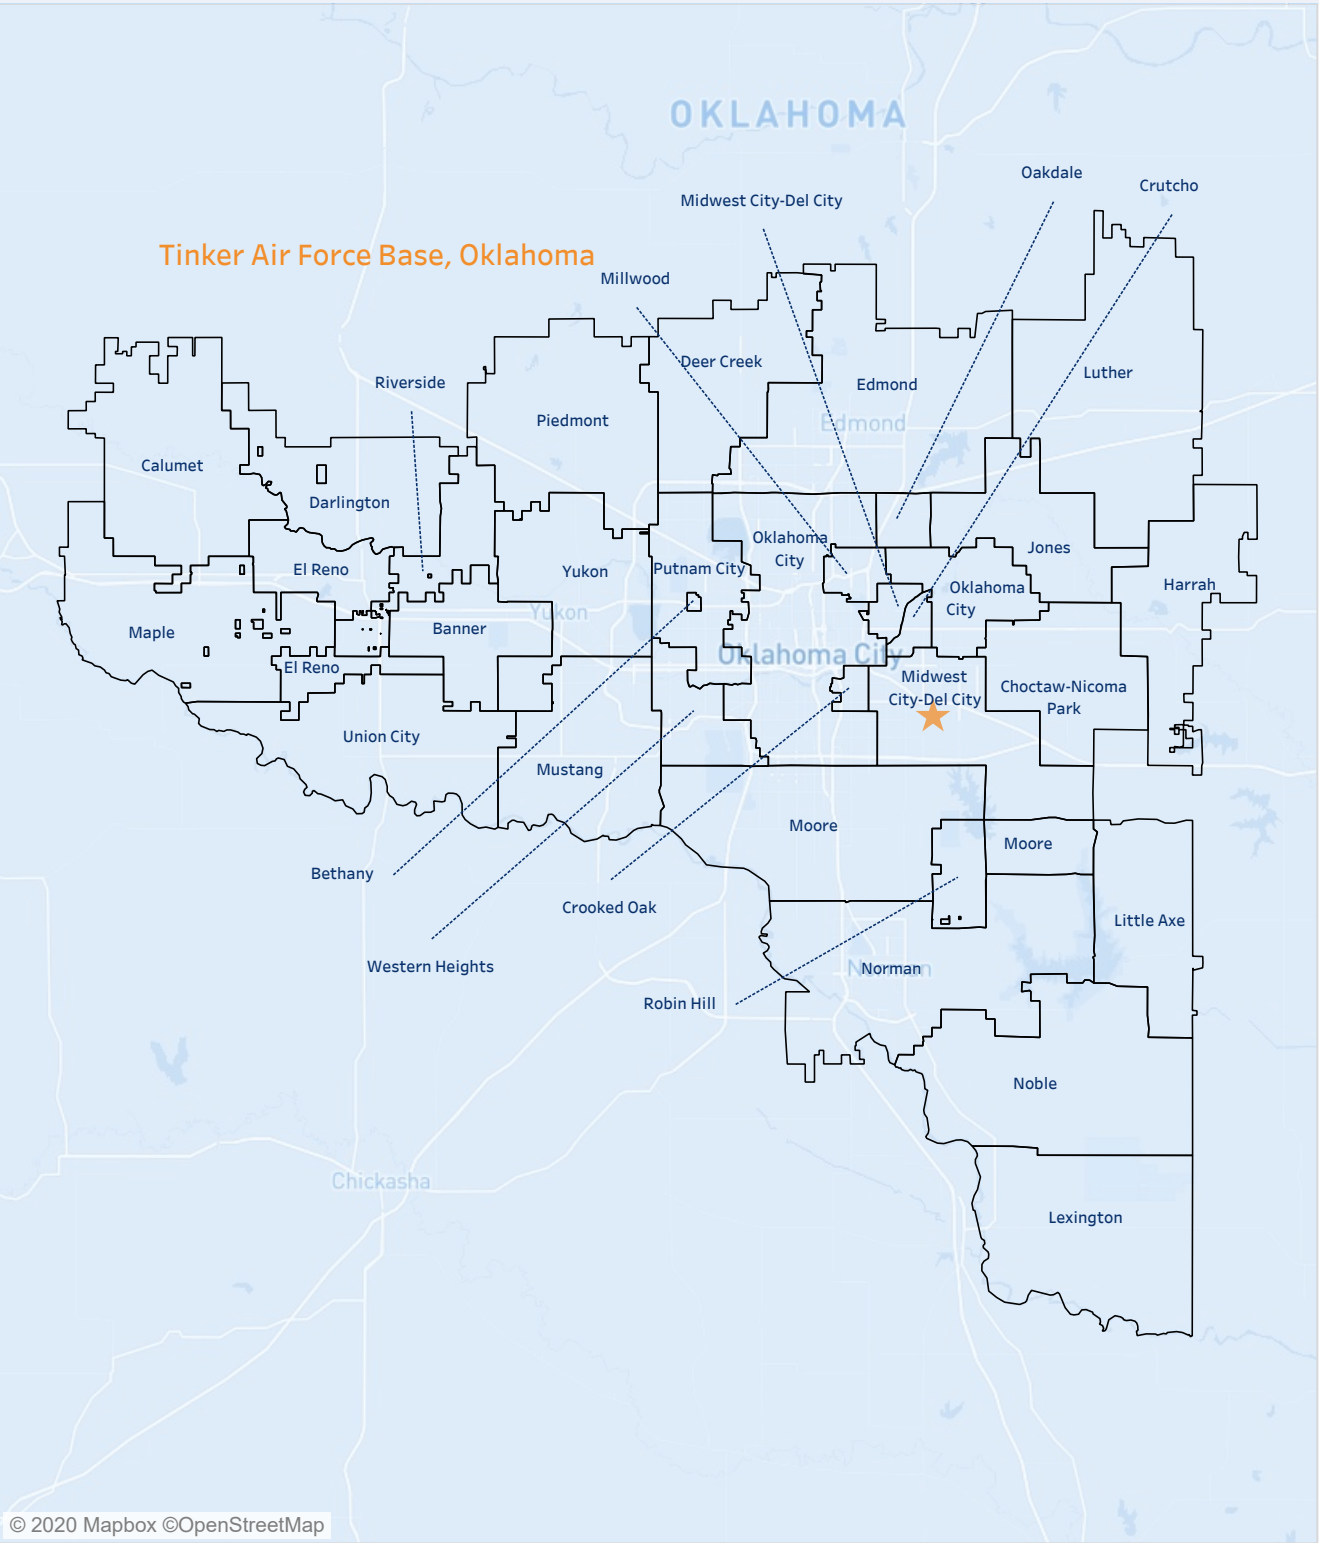 OKLAHOMA
Oakdale
Crutcho
Midwest City-Del City
Tinker Air Force Base, Oklahoma
Millwood
Deer Creek
Luther
Riverside
Edmond
Piedmont
Edmond
Calumet
Darlington
Oklahoma
City
Jones
El Reno
Yukon
Putnam City
Harrah
Oklahoma
City
Yukon
Maple
Banner
Oklahoma City
El Reno
Midwest
City-Del City
Choctaw-Nicoma
Park
Union City
Mustang
Moore
Moore
Bethany
Crooked Oak
Little Axe
Western Heights
Norman
Norman
Robin Hill
Noble
Chickasha
Lexington
© 2020 Mapbox ©OpenStreetMap